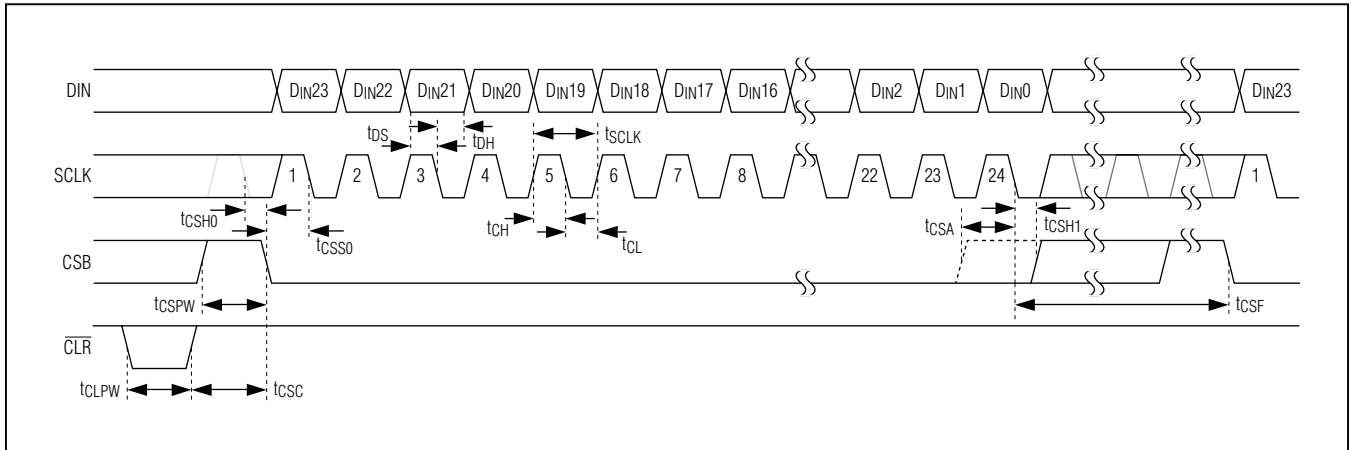 DIN DIN23 DIN22 DIN21 DIN20 DIN19 DIN18 DIN17 DIN16 DIN2 DIN1 DIN0 DIN23
tDS tDH tSCLK
SCLK 1 2 3 4 5 6 7 8 22 23 24 1
tCSH0 tCSS0 tCH tCL tCSA tCSH1
CSB
tCSPW tCSF
CLR
tCLPW tCSC